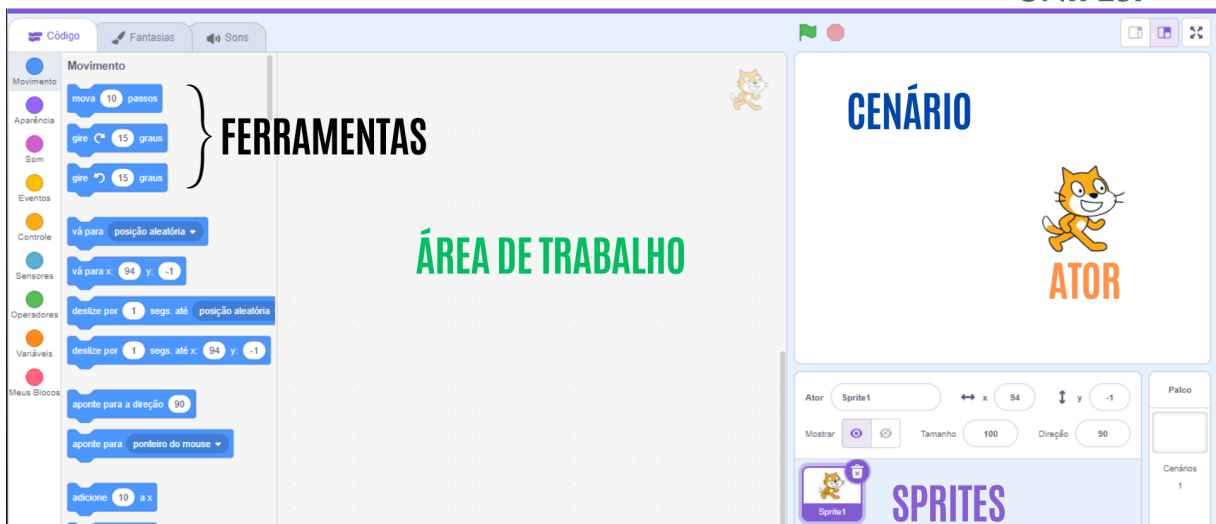 Código
Fantasias
Sons
Movimento
Aparência
Som
Eventos
Controle
Sensores
Operadores
Variáveis
Meus Blocos
Movimento
mova 10 passos
gire 15 graus
gire 15 graus
vá para posição aleatória
vá para x: 94 y: -1
deslize por 1 segs. até posição aleatória
deslize por 1 segs. até x: 94 y: -1
aponte para a direção 90
aponte para ponteiro do mouse
adicione 10 a x
FERRAMENTAS
ÁREA DE TRABALHO
CENÁRIO
ATOR
Ator Sprite1 x 94 y -1
Mostrar Tamanho 100 Direção 90
Sprite1
SPRITES
Palco
Cenários
1